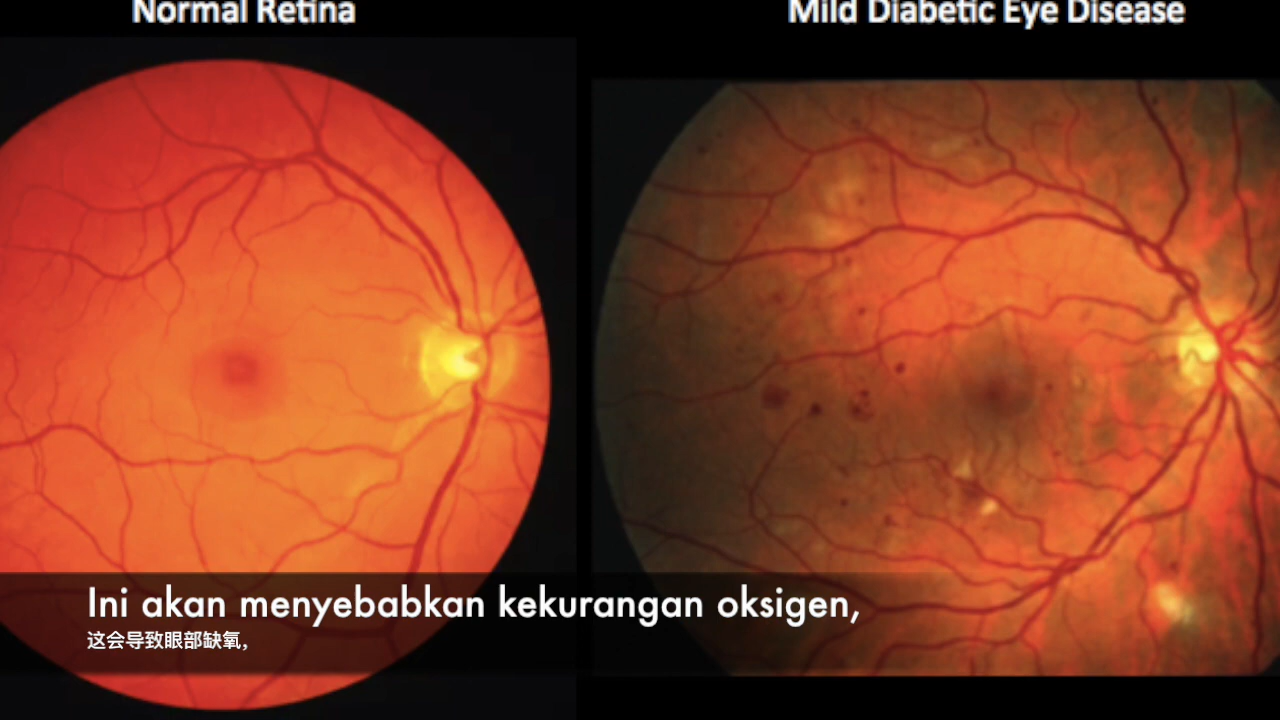 Normal Retina
Mild Diabetic Eye Disease
Ini akan menyebabkan kekurangan oksigen,
这会导致眼部缺氧,